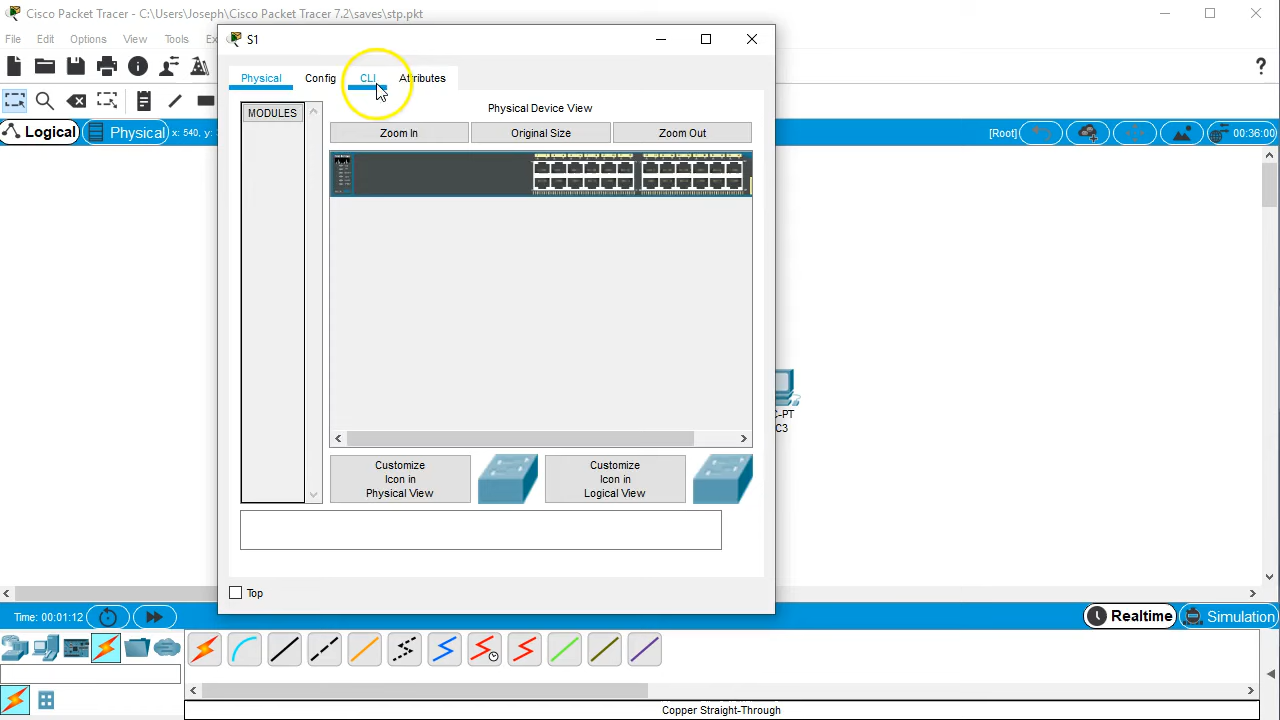 Cisco Packet Tracer - C:\Users\Joseph\Cisco Packet Tracer 7.2\saves\stp.pkt
File Edit Options View Tools
S1
Physical Config CLI Attributes
MODULES
Physical Device View
Zoom In Original Size Zoom Out
Logical Physical x: 540, y:
[Root] 00:36:00
C-PT
C3
Customize
Icon in
Physical View
Customize
Icon in
Logical View
Top
Time: 00:01:12
Realtime Simulation
Copper Straight-Through